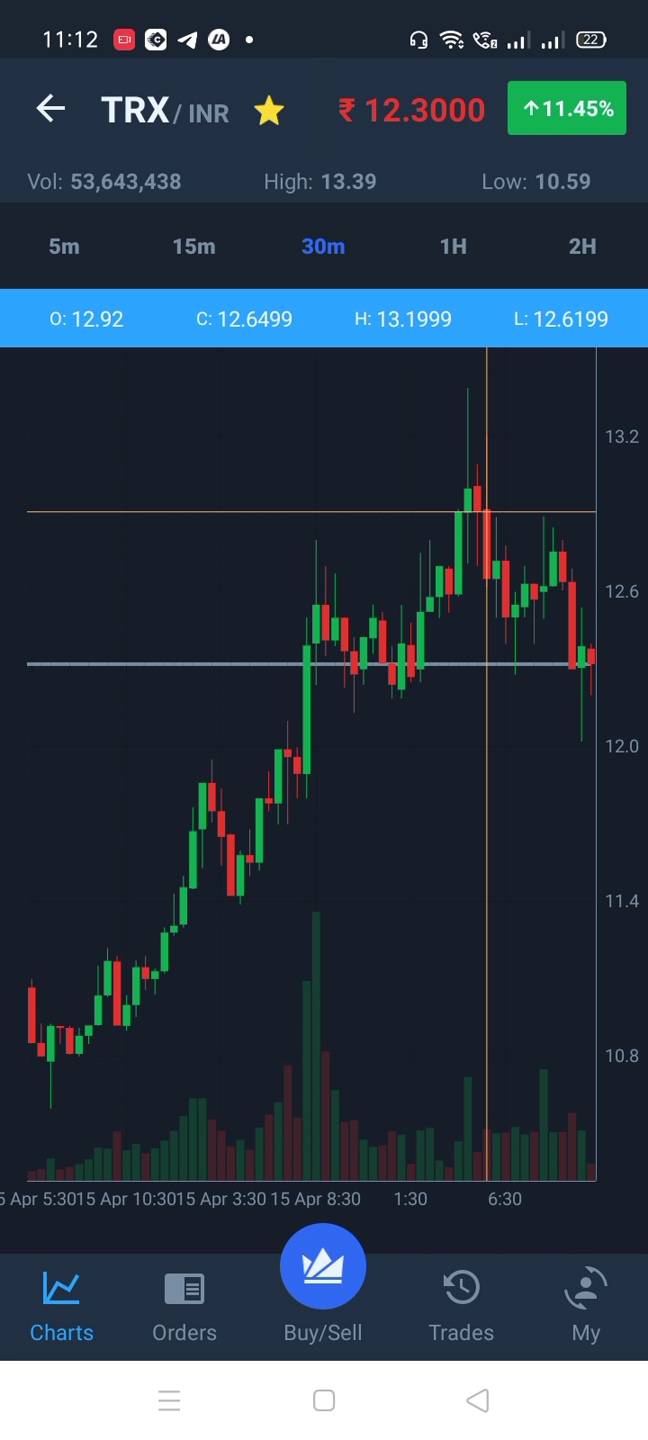 11:12 22
TRX / INR ₹ 12.3000 ↑11.45%
Vol: 53,643,438 High: 13.39 Low: 10.59
5m 15m 30m 1H 2H
O: 12.92 C: 12.6499 H: 13.1999 L: 12.6199
13.2
12.6
12.0
11.4
10.8
5 Apr 5:30 15 Apr 10:30 15 Apr 3:30 15 Apr 8:30 1:30 6:30
Charts Orders Buy/Sell Trades My